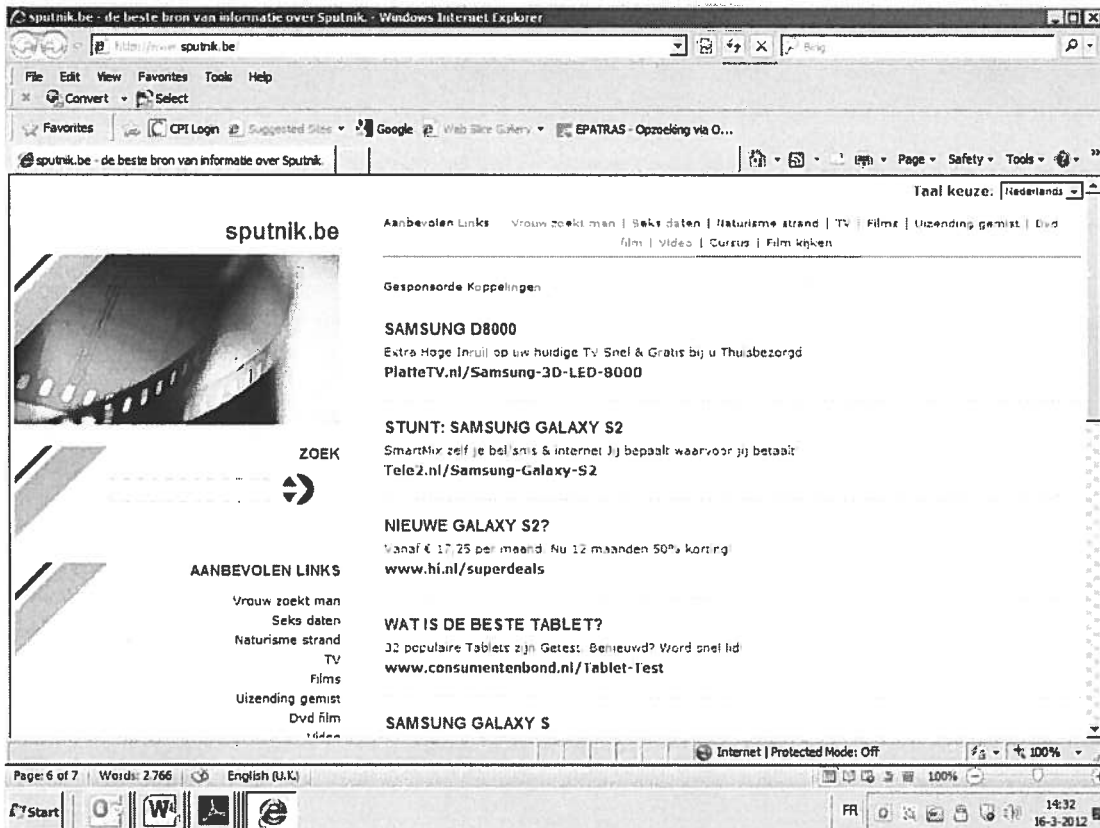 sputnik.be - de beste bron van informatie over Sputnik. - Windows Internet Explorer
http://www.sputnik.be
Bing
File Edit View Favorites Tools Help
Convert Select
Favorites CPI Login Suggested Sites Google Web Slice Gallery EPATRAS - Opzoeking via O...
sputnik.be - de beste bron van informatie over Sputnik.
Page Safety Tools
Taal keuze: Nederlands
sputnik.be
Aanbevolen Links Vrouw zoekt man | Seks daten | Naturisme strand | TV | Films | Uizending gemist | Dvd
film | Video | Cursus | Film kijken
Gesponsorde Koppelingen
SAMSUNG D8000
Extra Hoge Inruil op uw huidige TV Snel & Gratis bij u Thuisbezorgd
PlatteTV.nl/Samsung-3D-LED-8000
STUNT: SAMSUNG GALAXY S2
SmartMix zelf je bel/sms & internet Jij bepaalt waarvoor jij betaalt
Tele2.nl/Samsung-Galaxy-S2
NIEUWE GALAXY S2?
Vanaf € 17,25 per maand. Nu 12 maanden 50% korting!
www.hi.nl/superdeals
WAT IS DE BESTE TABLET?
32 populaire Tablets zijn Getest. Benieuwd? Word snel lid
www.consumentenbond.nl/Tablet-Test
SAMSUNG GALAXY S
ZOEK
AANBEVOLEN LINKS
Vrouw zoekt man
Seks daten
Naturisme strand
TV
Films
Uizending gemist
Dvd film
Video
Internet | Protected Mode: Off 100%
Page: 6 of 7 Words: 2.766 English (U.K.) 100%
Start FR 14:32
16-3-2012